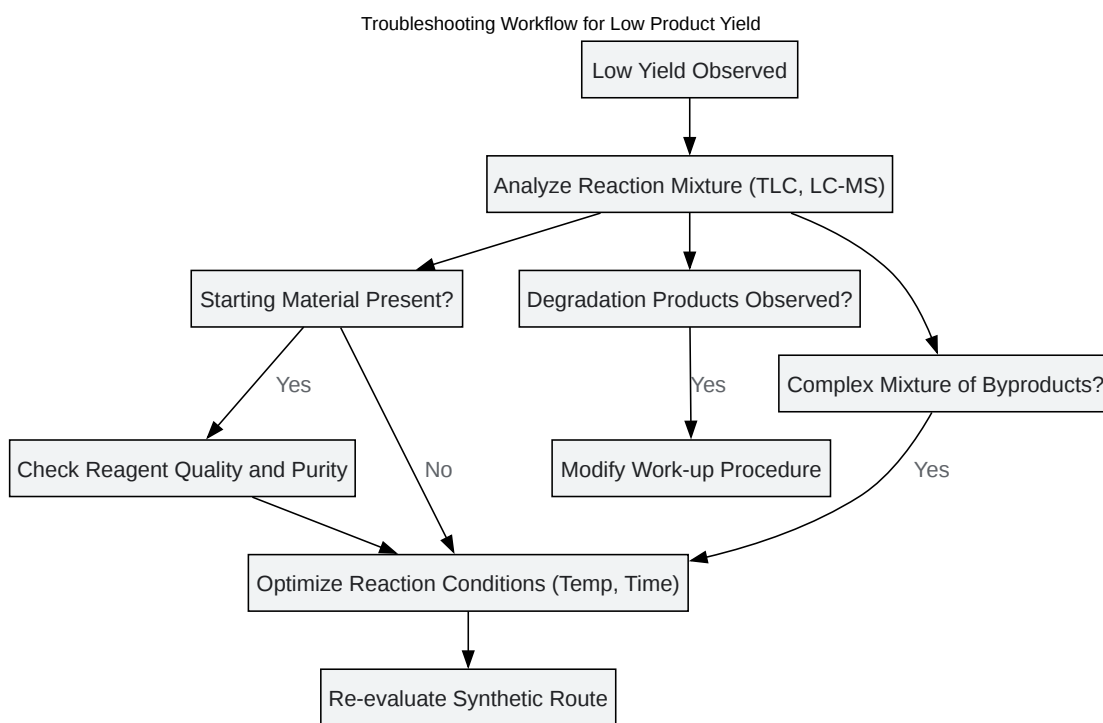 Troubleshooting Workflow for Low Product Yield
Low Yield Observed
Analyze Reaction Mixture (TLC, LC-MS)
Starting Material Present?
Degradation Products Observed?
Complex Mixture of Byproducts?
Yes
Yes
Check Reagent Quality and Purity
No
Modify Work-up Procedure
Yes
Optimize Reaction Conditions (Temp, Time)
Re-evaluate Synthetic Route